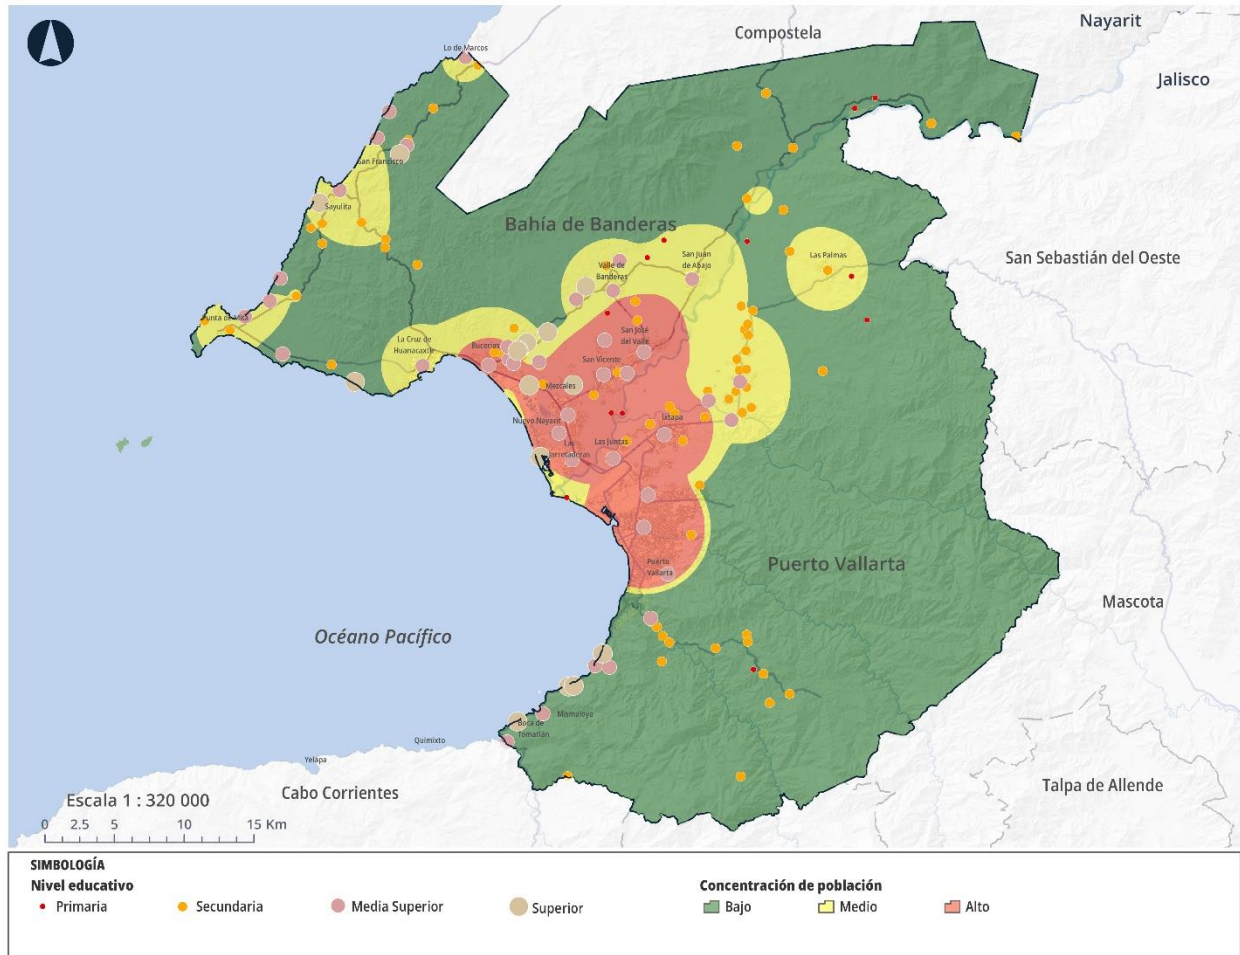 Nayarit
Compostela
Jalisco
Lo de Marcos
San Francisco
Sayulita
Bahía de Banderas
San Juan
de Abajo
Valle de
Banderas
Las Palmas
San Sebastián del Oeste
Punta de Mita
La Cruz de
Huanacaxtle
Bucerías
San José
del Valle
San Vicente
Mezcales
Nuevo Nayarit
Ixtapa
Las Juntas
Las
Jarretaderas
Puerto
Vallarta
Puerto Vallarta
Mascota
Océano Pacífico
Mismaloya
Boca de
Tomatlán
Quimixto
Yelapa
Cabo Corrientes
Talpa de Allende
Escala 1 : 320 000
0 2.5 5 10 15 Km
SIMBOLOGÍA
Nivel educativo
Primaria
Secundaria
Media Superior
Superior
Concentración de población
Bajo
Medio
Alto